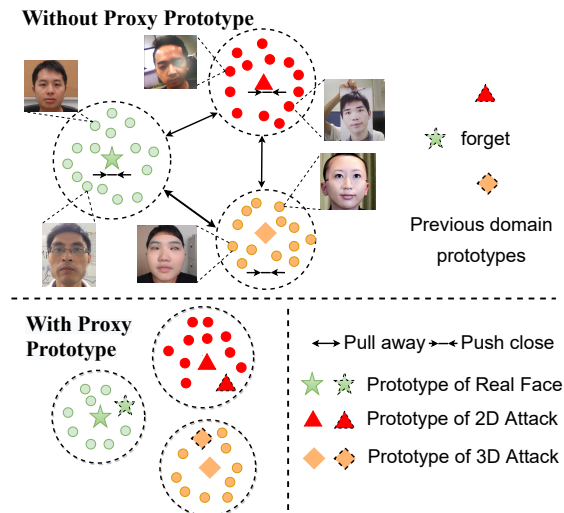 Without Proxy Prototype
forget
Previous domain
prototypes
With Proxy
Prototype
Pull away
Push close
Prototype of Real Face
Prototype of 2D Attack
Prototype of 3D Attack